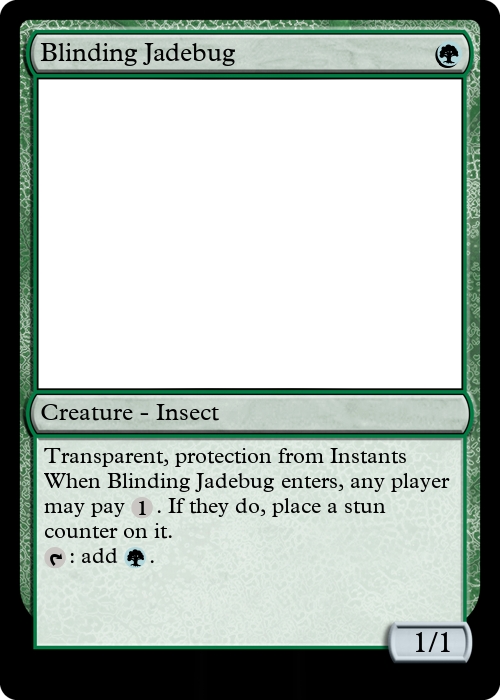 Blinding Jadebug
Creature - Insect
Transparent, protection from Instants
When Blinding Jadebug enters, any player
may pay 1. If they do, place a stun
counter on it.
: add .
1/1